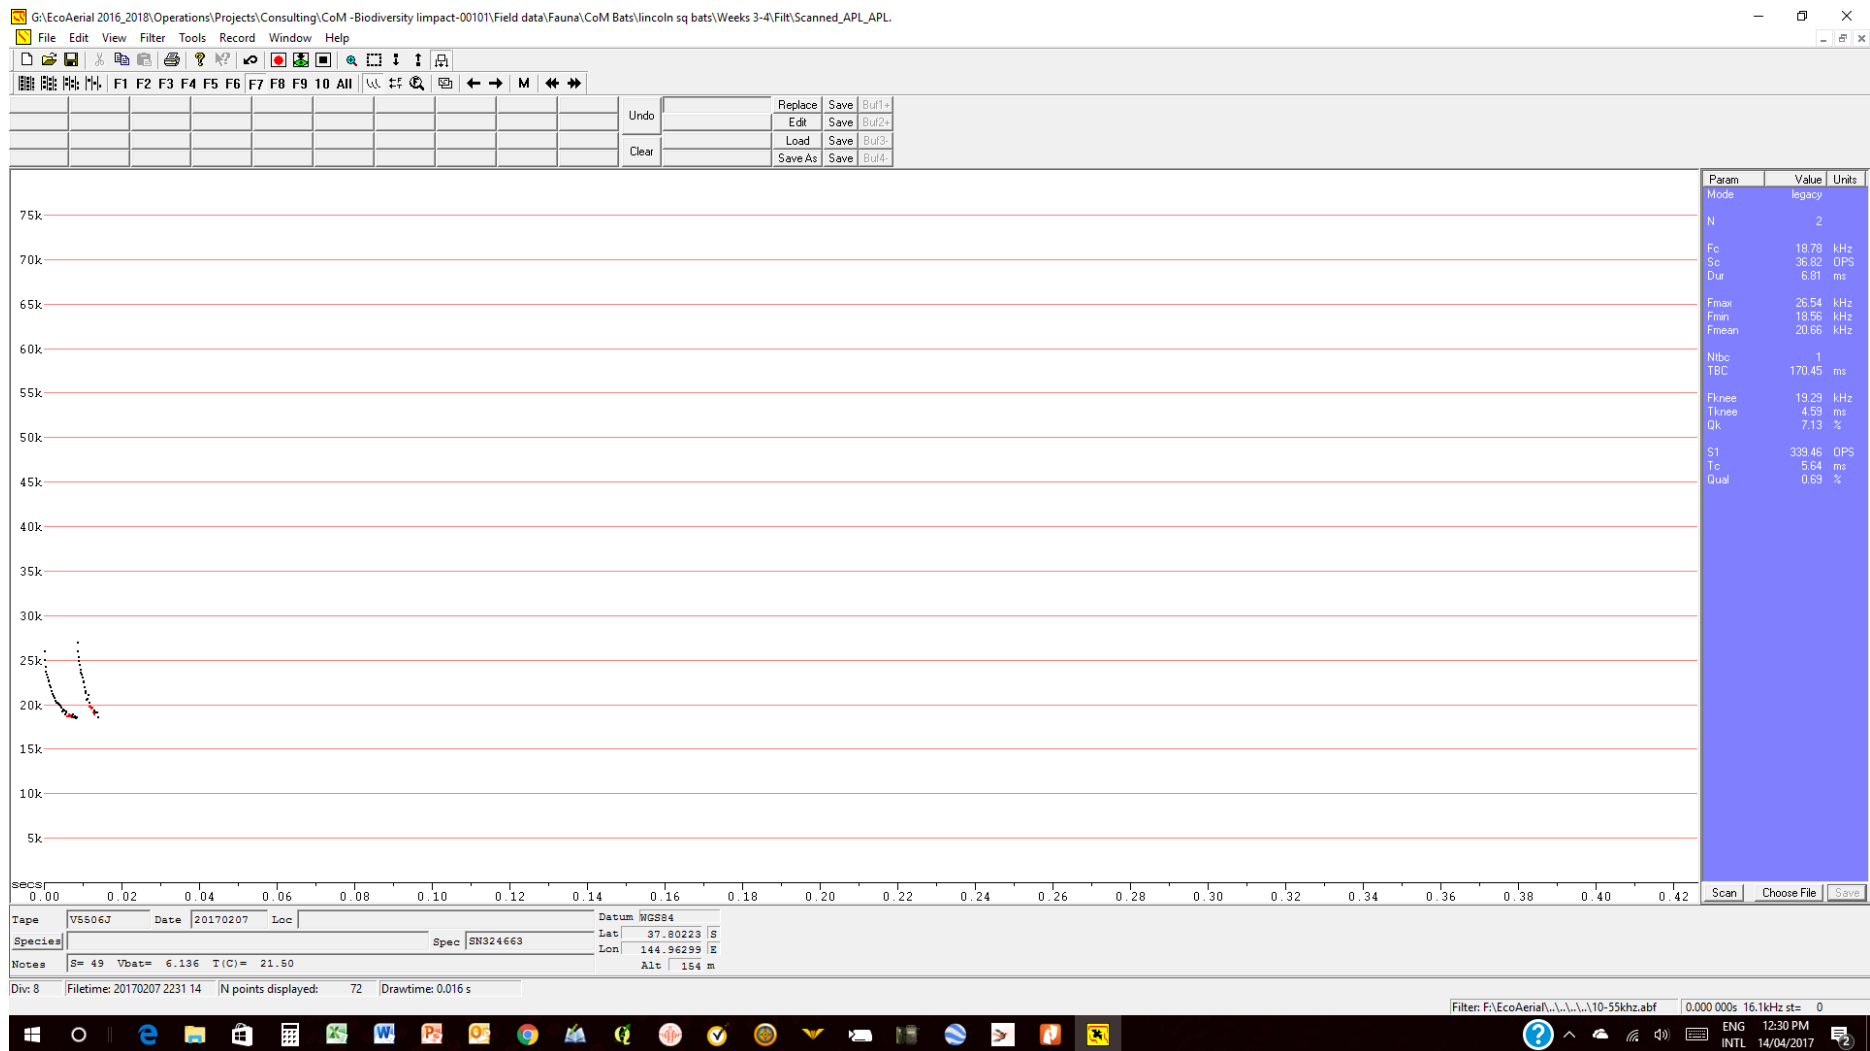 G:\EcoAerial 2016_2018\Operations\Projects\Consulting\CoM -Biodiversity Iimpact-00101\Field data\Fauna\CoM Bats\lincoln sq bats\Weeks 3-4\Filt\Scanned_APL_APL.
File Edit View Filter Tools Record Window Help
F1 F2 F3 F4 F5 F6 F7 F8 F9 10 All M
Undo
Clear
Replace Save Buf1+
Edit Save Buf2+
Load Save Buf3-
Save As Save Buf4-
75k
70k
65k
60k
55k
50k
45k
40k
35k
30k
25k
20k
15k
10k
5k
secs
0.00 0.02 0.04 0.06 0.08 0.10 0.12 0.14 0.16 0.18 0.20 0.22 0.24 0.26 0.28 0.30 0.32 0.34 0.36 0.38 0.40 0.42
Param Value Units
Mode legacy
N 2
Fc 18.78 kHz
Sc 36.82 OPS
Dur 6.81 ms
Fmax 26.54 kHz
Fmin 18.56 kHz
Fmean 20.66 kHz
Ntbc 1
TBC 170.45 ms
Fknee 19.29 kHz
Tknee 4.59 ms
Qk 7.13 %
S1 339.46 OPS
Tc 5.64 ms
Qual 0.69 %
Scan Choose File Save
Tape V5506J Date 20170207 Loc
Species Spec SN324663
Notes S= 49 Vbat= 6.136 T(C)= 21.50
Datum WGS84
Lat 37.80223 S
Lon 144.96299 E
Alt 154 m
Div: 8 Filetime: 20170207 2231 14 N points displayed: 72 Drawtime: 0.016 s
Filter: F:\EcoAerial\..\..\..\..\10-55khz.abf 0.000 000s 16.1kHz st= 0
ENG
INTL
12:30 PM
14/04/2017
2